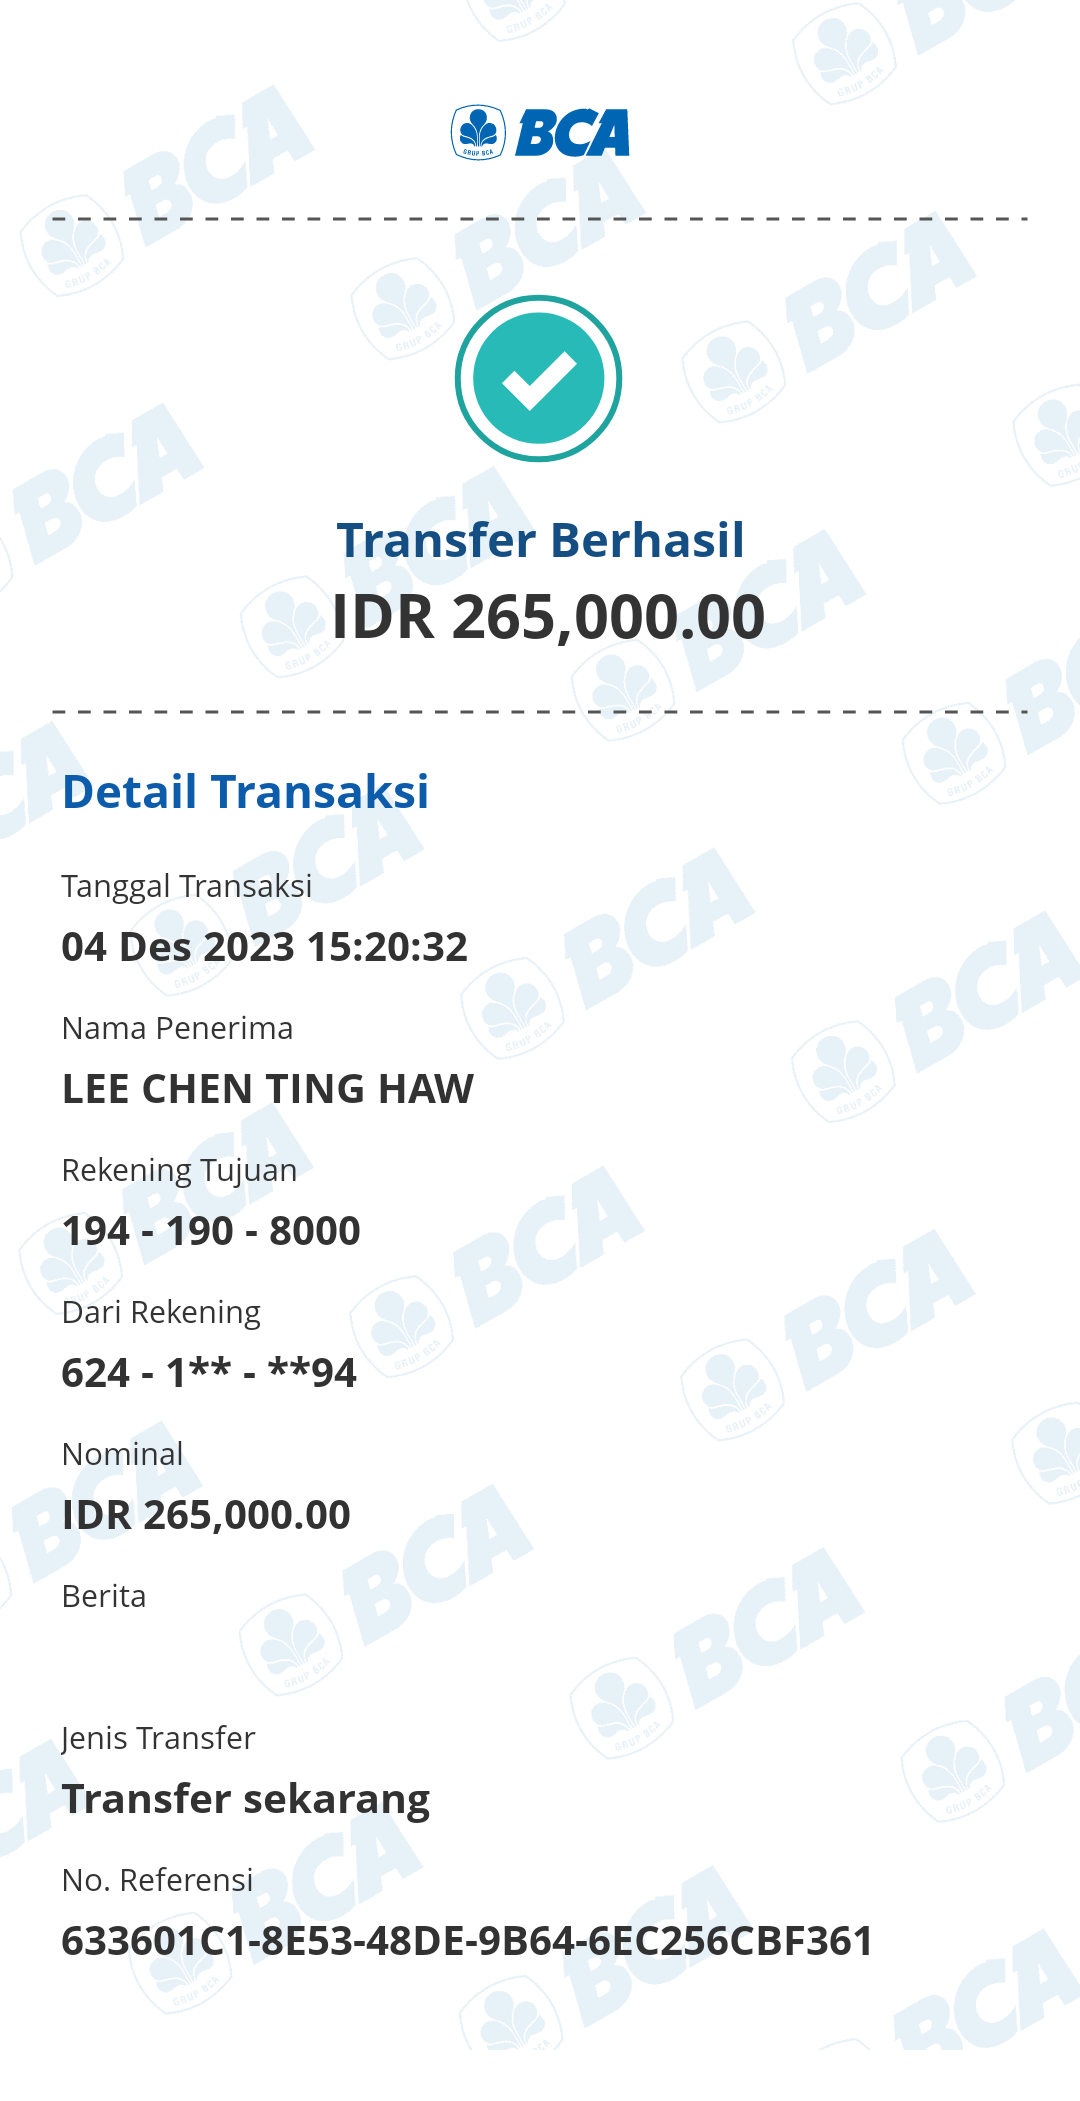 GRUP BCA
BCA
Transfer Berhasil
IDR 265,000.00
Detail Transaksi
Tanggal Transaksi
04 Des 2023 15:20:32
Nama Penerima
LEE CHEN TING HAW
Rekening Tujuan
194 - 190 - 8000
Dari Rekening
624 - 1** - **94
Nominal
IDR 265,000.00
Berita
Jenis Transfer
Transfer sekarang
No. Referensi
633601C1-8E53-48DE-9B64-6EC256CBF361